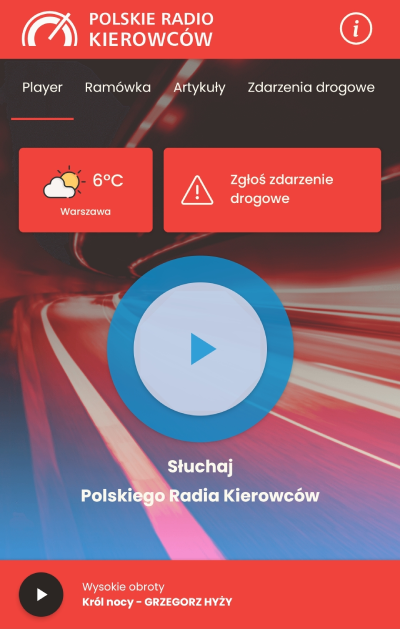 POLSKIE RADIO
KIEROWCÓW
i
Player Ramówka Artykuły Zdarzenia drogowe
6°C
Warszawa
Zgłoś zdarzenie
drogowe
Słuchaj
Polskiego Radia Kierowców
Wysokie obroty
Król nocy - GRZEGORZ HYŻY